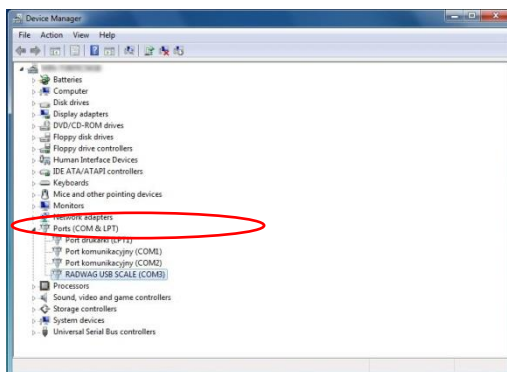 Device Manager
File Action View Help
Batteries
Computer
Disk drives
Display adapters
DVD/CD-ROM drives
Floppy disk drives
Floppy drive controllers
Human Interface Devices
IDE ATA/ATAPI controllers
Keyboards
Mice and other pointing devices
Monitors
Network adapters
Ports (COM & LPT)
Port drukarki (LPT1)
Port komunikacyjny (COM1)
Port komunikacyjny (COM2)
RADWAG USB SCALE (COM3)
Processors
Sound, video and game controllers
Storage controllers
System devices
Universal Serial Bus controllers